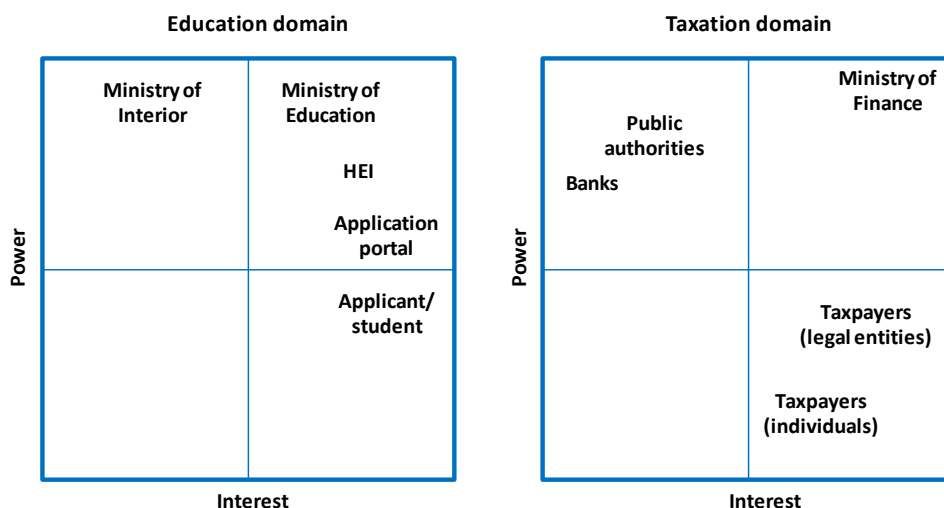 Education domain
Ministry of
Interior
Ministry of
Education
HEI
Application
portal
Applicant/
student
Power
Interest
Taxation domain
Ministry of
Finance
Public
authorities
Banks
Taxpayers
(legal entities)
Taxpayers
(individuals)
Power
Interest